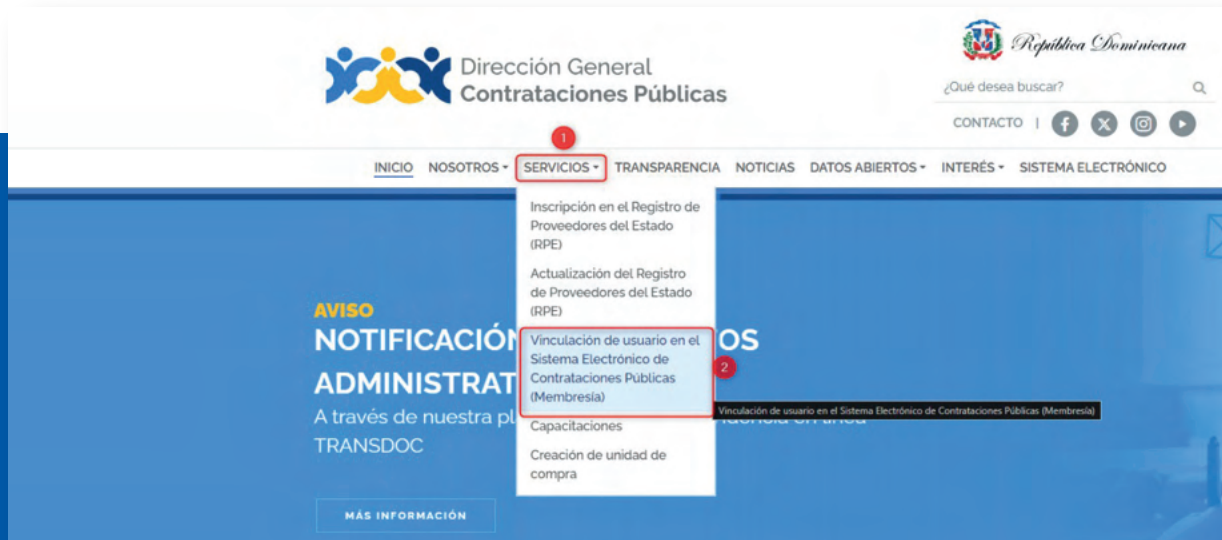 República Dominicana
Dirección General
Contrataciones Públicas
¿Qué desea buscar?
CONTACTO |
1
INICIO NOSOTROS SERVICIOS TRANSPARENCIA NOTICIAS DATOS ABIERTOS INTERÉS SISTEMA ELECTRÓNICO
Inscripción en el Registro de
Proveedores del Estado
(RPE)
Actualización del Registro
de Proveedores del Estado
(RPE)
Vinculación de usuario en el
Sistema Electrónico de
Contrataciones Públicas
(Membresía)
2
Vinculación de usuario en el Sistema Electrónico de Contrataciones Públicas (Membresía)
Capacitaciones
Creación de unidad de
compra
AVISO
NOTIFICACIÓN OS
ADMINISTRAT
A través de nuestra pl en línea
TRANSDOC
MÁS INFORMACIÓN